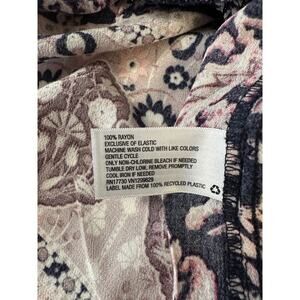 100% RAYON
EXCLUSIVE OF ELASTIC
MACHINE WASH COLD WITH LIKE COLORS
GENTLE CYCLE
ONLY NON-CHLORINE BLEACH IF NEEDED
TUMBLE DRY LOW, REMOVE PROMPTLY
COOL IRON IF NEEDED
RN17730 VN1299829
LABEL MADE FROM 100% RECYCLED PLASTIC